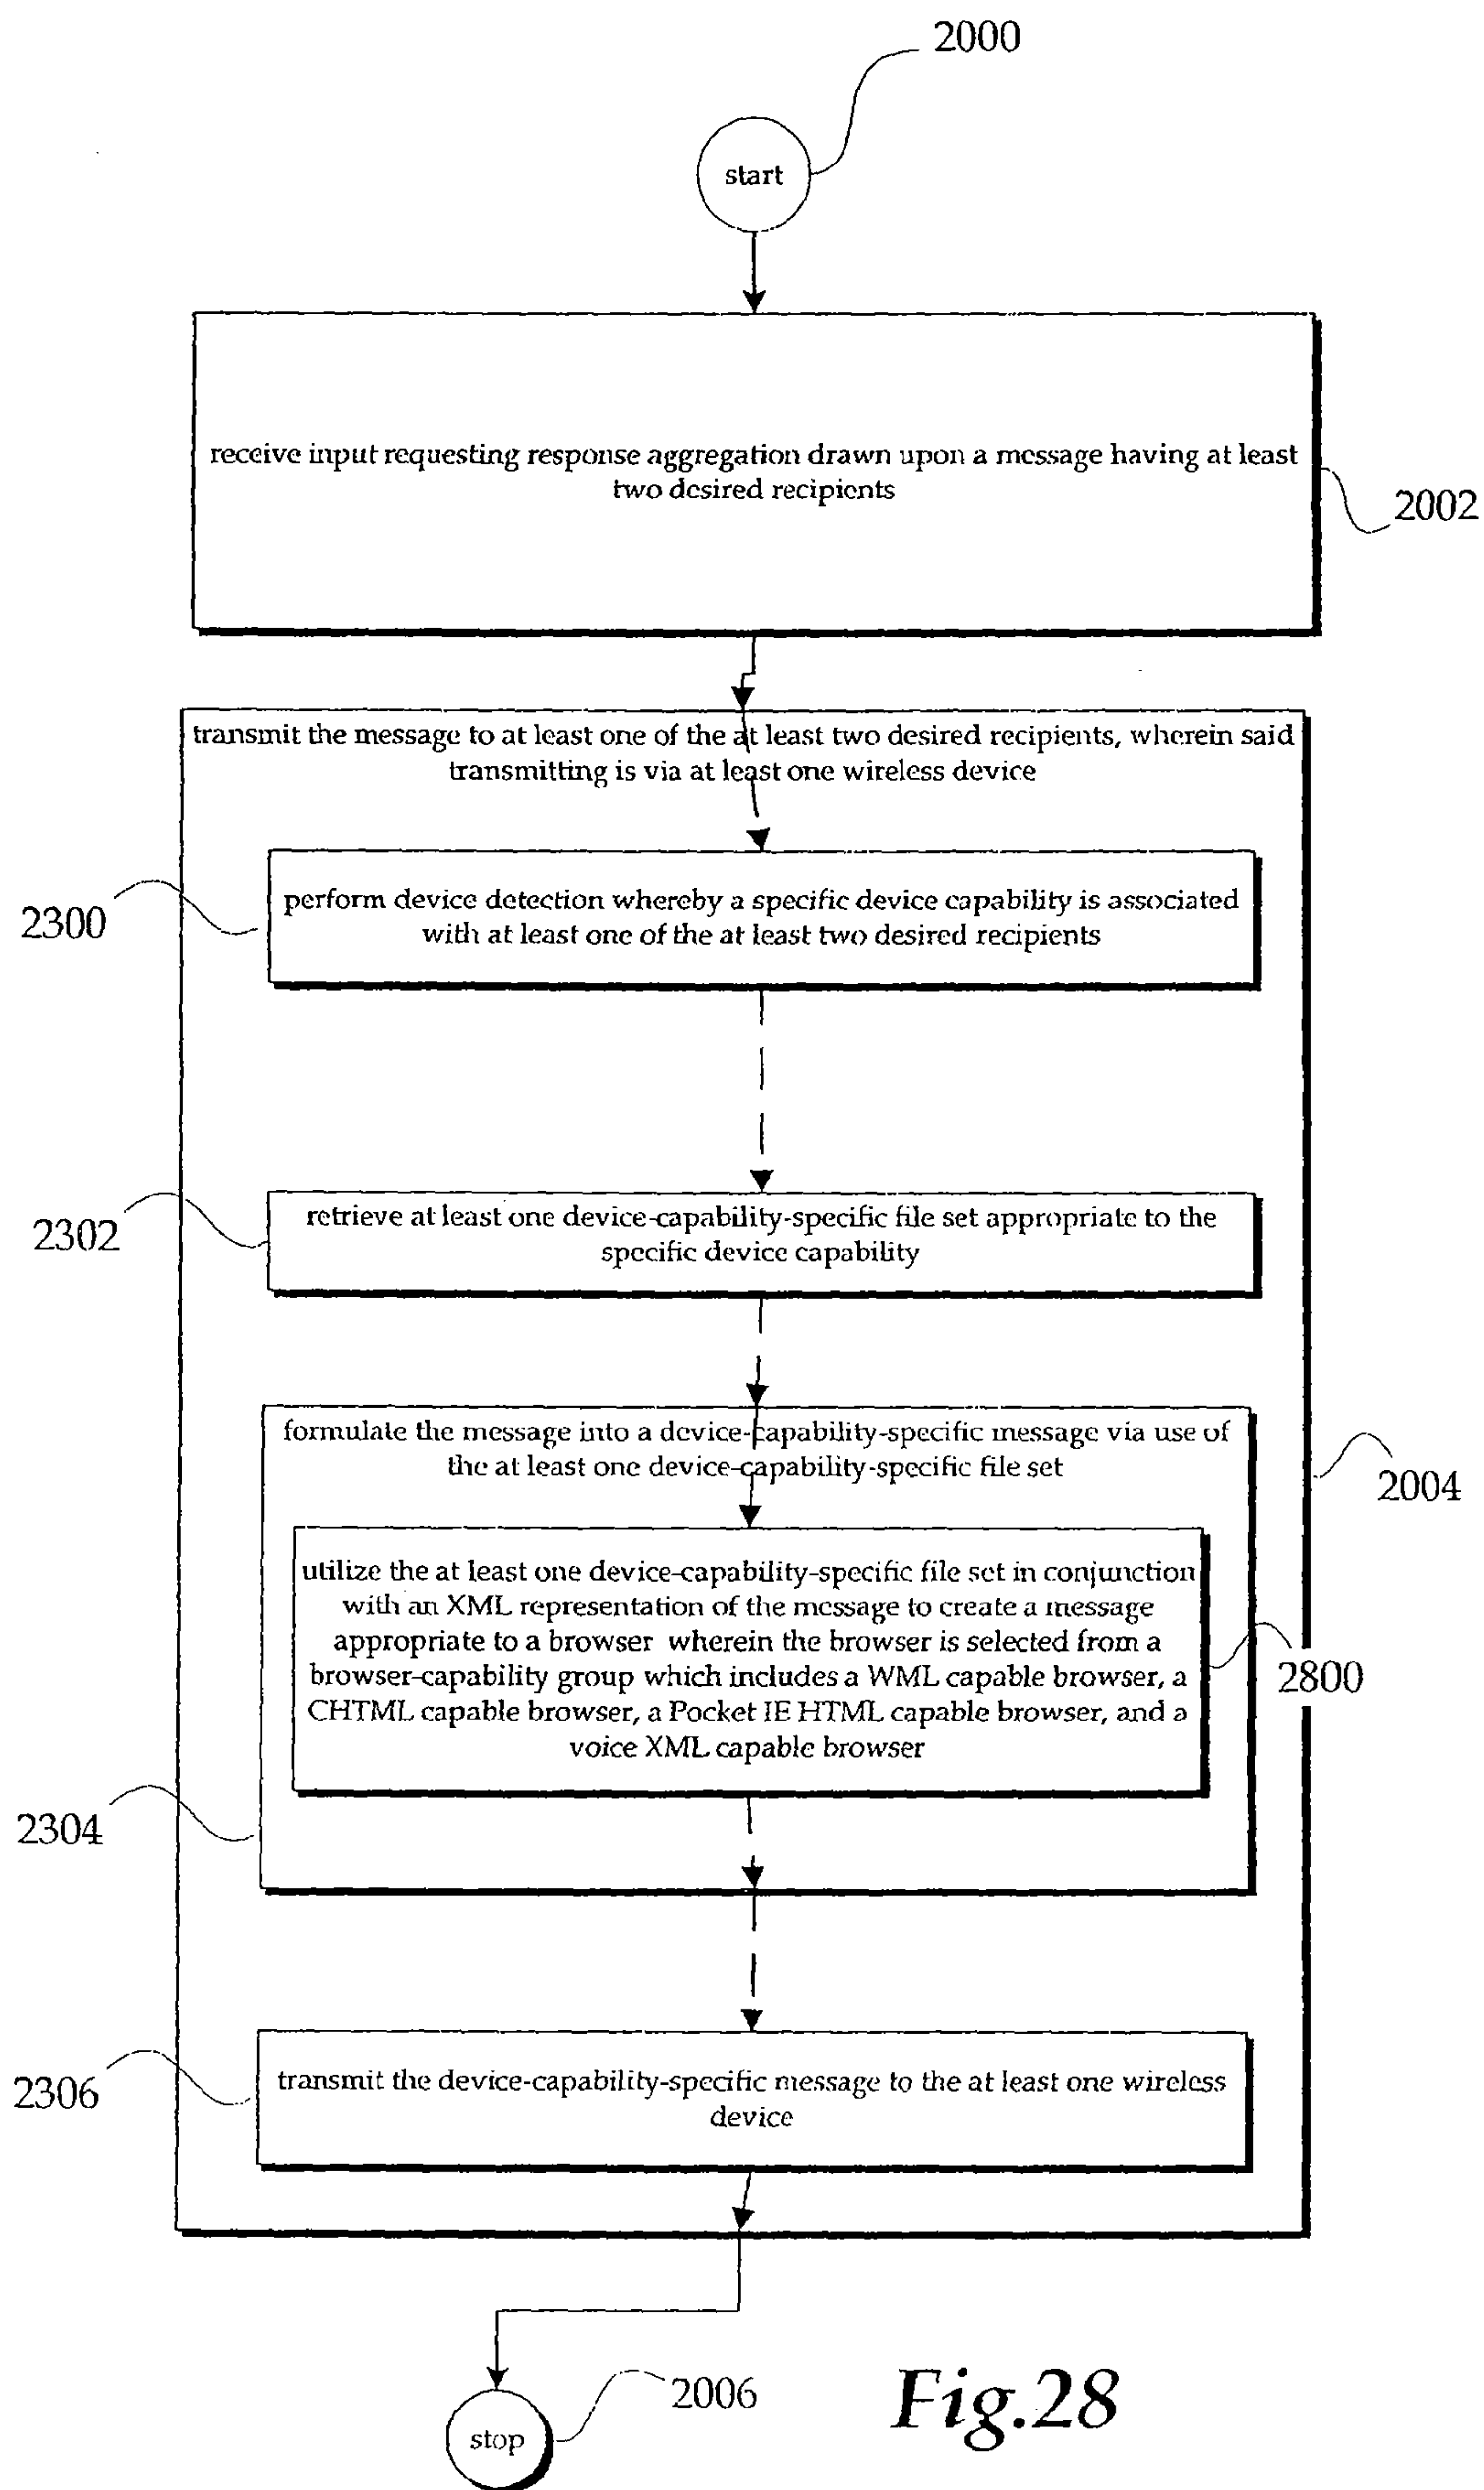 2000
start
receive input requesting response aggregation drawn upon a message having at least
two desired recipients
2002
transmit the message to at least one of the at least two desired recipients, wherein said
transmitting is via at least one wireless device
2300
perform device detection whereby a specific device capability is associated
with at least one of the at least two desired recipients
2302
retrieve at least one device-capability-specific file set appropriate to the
specific device capability
formulate the message into a device-capability-specific message via use of
the at least one device-capability-specific file set
2004
utilize the at least one device-capability-specific file set in conjunction
with an XML representation of the message to create a message
appropriate to a browser wherein the browser is selected from a
browser-capability group which includes a WML capable browser, a
CHTML capable browser, a Pocket IE HTML capable browser, and a
voice XML capable browser
2800
2304
2306
transmit the device-capability-specific message to the at least one wireless
device
2006
stop
Fig.28